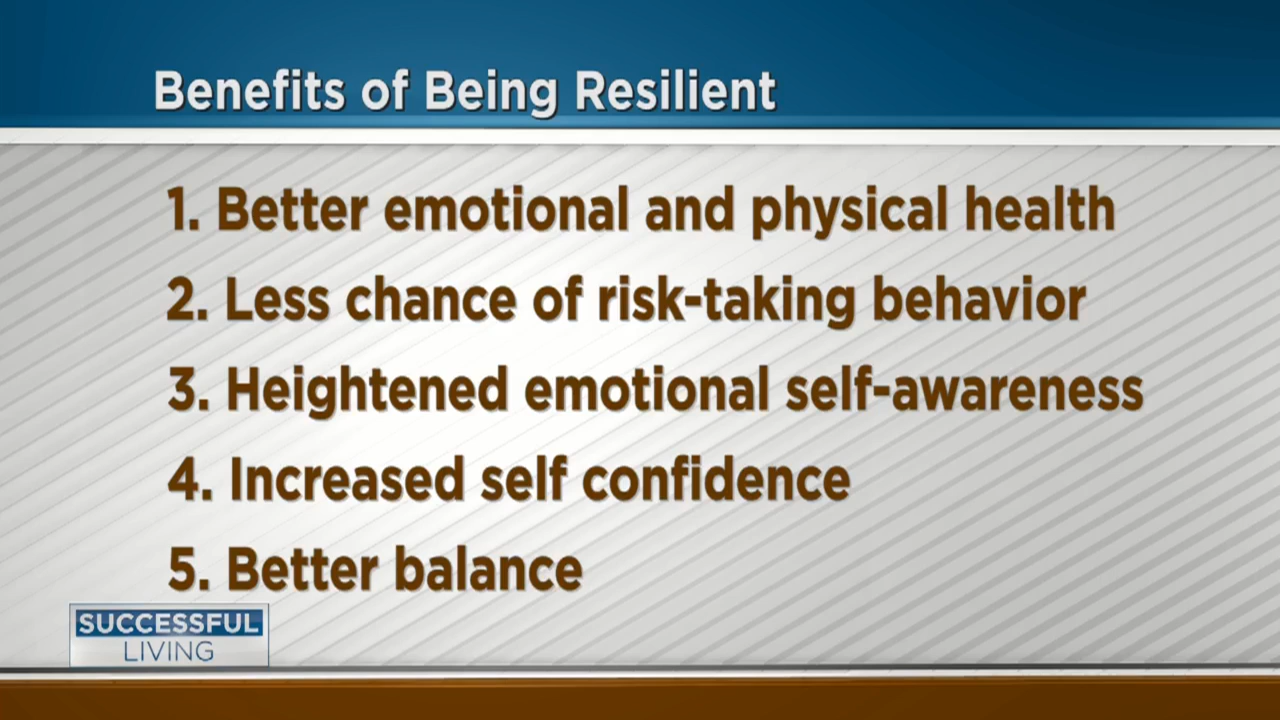 Benefits of Being Resilient
1. Better emotional and physical health
2. Less chance of risk-taking behavior
3. Heightened emotional self-awareness
4. Increased self confidence
5. Better balance
SUCCESSFUL
LIVING